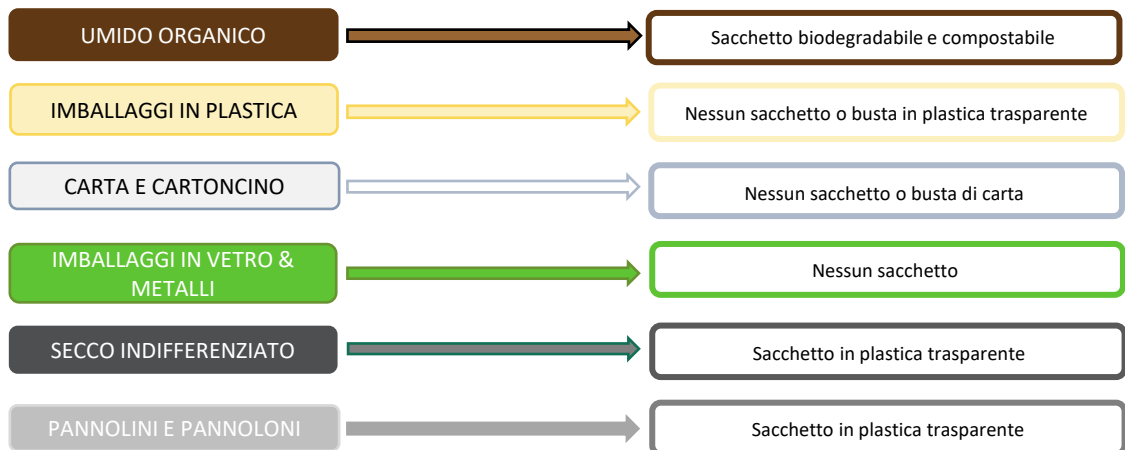 UMIDO ORGANICO
Sacchetto biodegradabile e compostabile
IMBALLAGGI IN PLASTICA
Nessun sacchetto o busta in plastica trasparente
CARTA E CARTONCINO
Nessun sacchetto o busta di carta
IMBALLAGGI IN VETRO &
METALLI
Nessun sacchetto
SECCO INDIFFERENZIATO
Sacchetto in plastica trasparente
PANNOLINI E PANNOLONI
Sacchetto in plastica trasparente